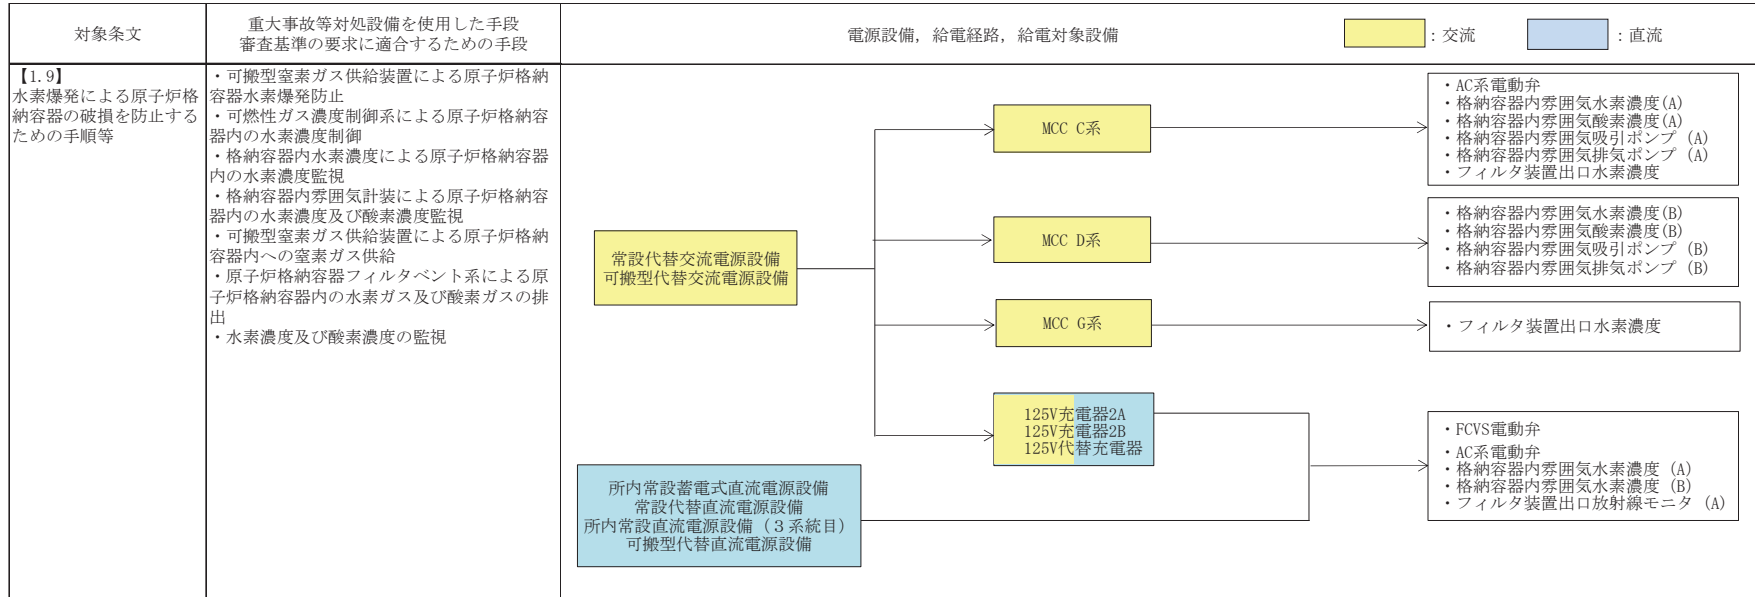 対象条文
重大事故等対処設備を使用した手段
審査基準の要求に適合するための手段
電源設備，給電経路，給電対象設備
：交流
：直流
【1.9】
水素爆発による原子炉格
納容器の破損を防止する
ための手順等
・可搬型窒素ガス供給装置による原子炉格納
容器水素爆発防止
・可燃性ガス濃度制御系による原子炉格納容
器内の水素濃度制御
・格納容器内水素濃度による原子炉格納容器
内の水素濃度監視
・格納容器内雰囲気計装による原子炉格納容
器内の水素濃度及び酸素濃度監視
・可搬型窒素ガス供給装置による原子炉格納
容器内への窒素ガス供給
・原子炉格納容器フィルタベント系による原
子炉格納容器内の水素ガス及び酸素ガスの排
出
・水素濃度及び酸素濃度の監視
常設代替交流電源設備
可搬型代替交流電源設備
MCC C系
・AC系電動弁
・格納容器内雰囲気水素濃度(A)
・格納容器内雰囲気酸素濃度(A)
・格納容器内雰囲気吸引ポンプ (A)
・格納容器内雰囲気排気ポンプ (A)
・フィルタ装置出口水素濃度
MCC D系
・格納容器内雰囲気水素濃度(B)
・格納容器内雰囲気酸素濃度(B)
・格納容器内雰囲気吸引ポンプ (B)
・格納容器内雰囲気排気ポンプ (B)
MCC G系
・フィルタ装置出口水素濃度
125V充電器2A
125V充電器2B
125V代替充電器
所内常設蓄電式直流電源設備
常設代替直流電源設備
所内常設直流電源設備（３系統目）
可搬型代替直流電源設備
・FCVS電動弁
・AC系電動弁
・格納容器内雰囲気水素濃度 (A)
・格納容器内雰囲気水素濃度 (B)
・フィルタ装置出口放射線モニタ (A)